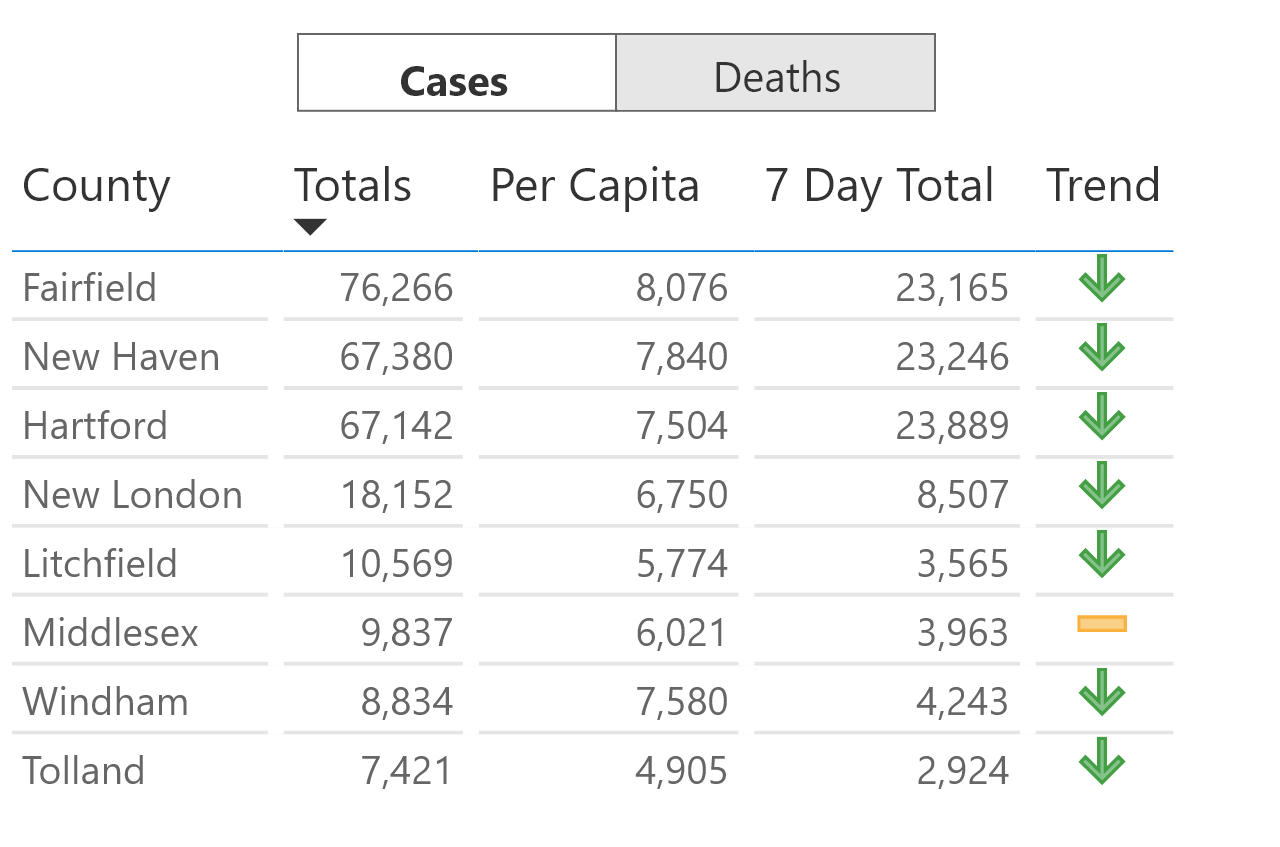 Cases Deaths
County Totals Per Capita 7 Day Total Trend
Fairfield 76,266 8,076 23,165
New Haven 67,380 7,840 23,246
Hartford 67,142 7,504 23,889
New London 18,152 6,750 8,507
Litchfield 10,569 5,774 3,565
Middlesex 9,837 6,021 3,963
Windham 8,834 7,580 4,243
Tolland 7,421 4,905 2,924